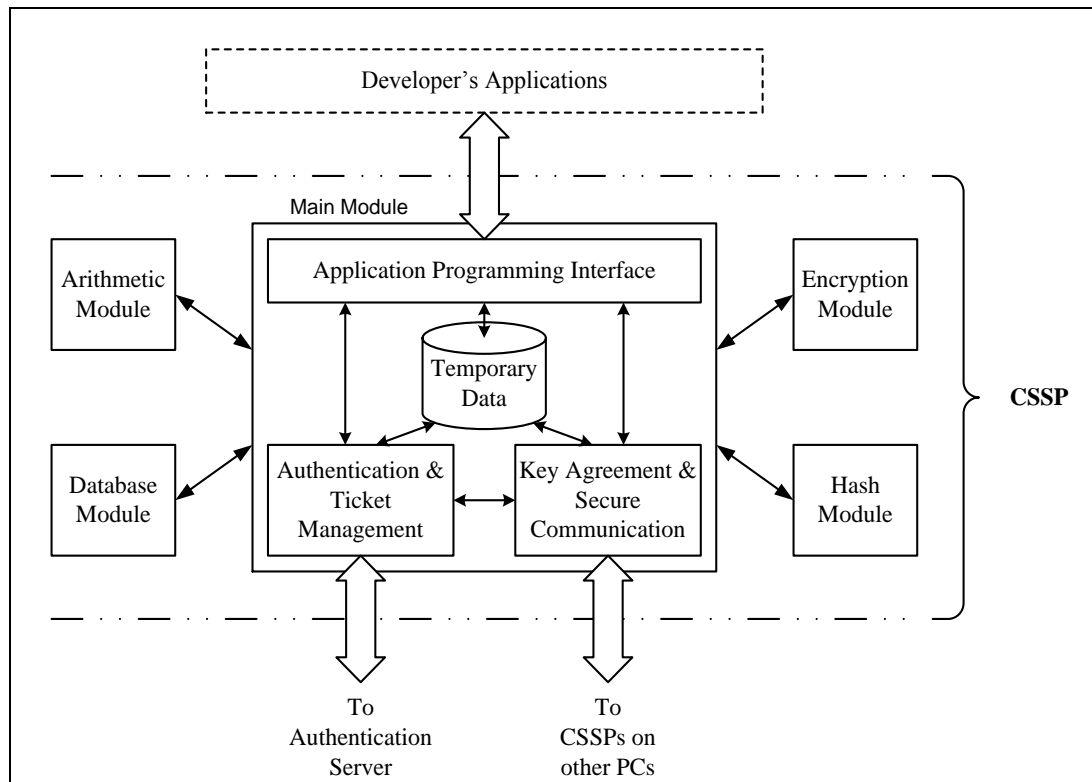 Developer's Applications
Main Module
Arithmetic
Module
Application Programming Interface
Encryption
Module
Temporary
Data
CSSP
Database
Module
Authentication &
Ticket
Management
Key Agreement &
Secure
Communication
Hash
Module
To
Authentication
Server
To
CSSPs on
other PCs